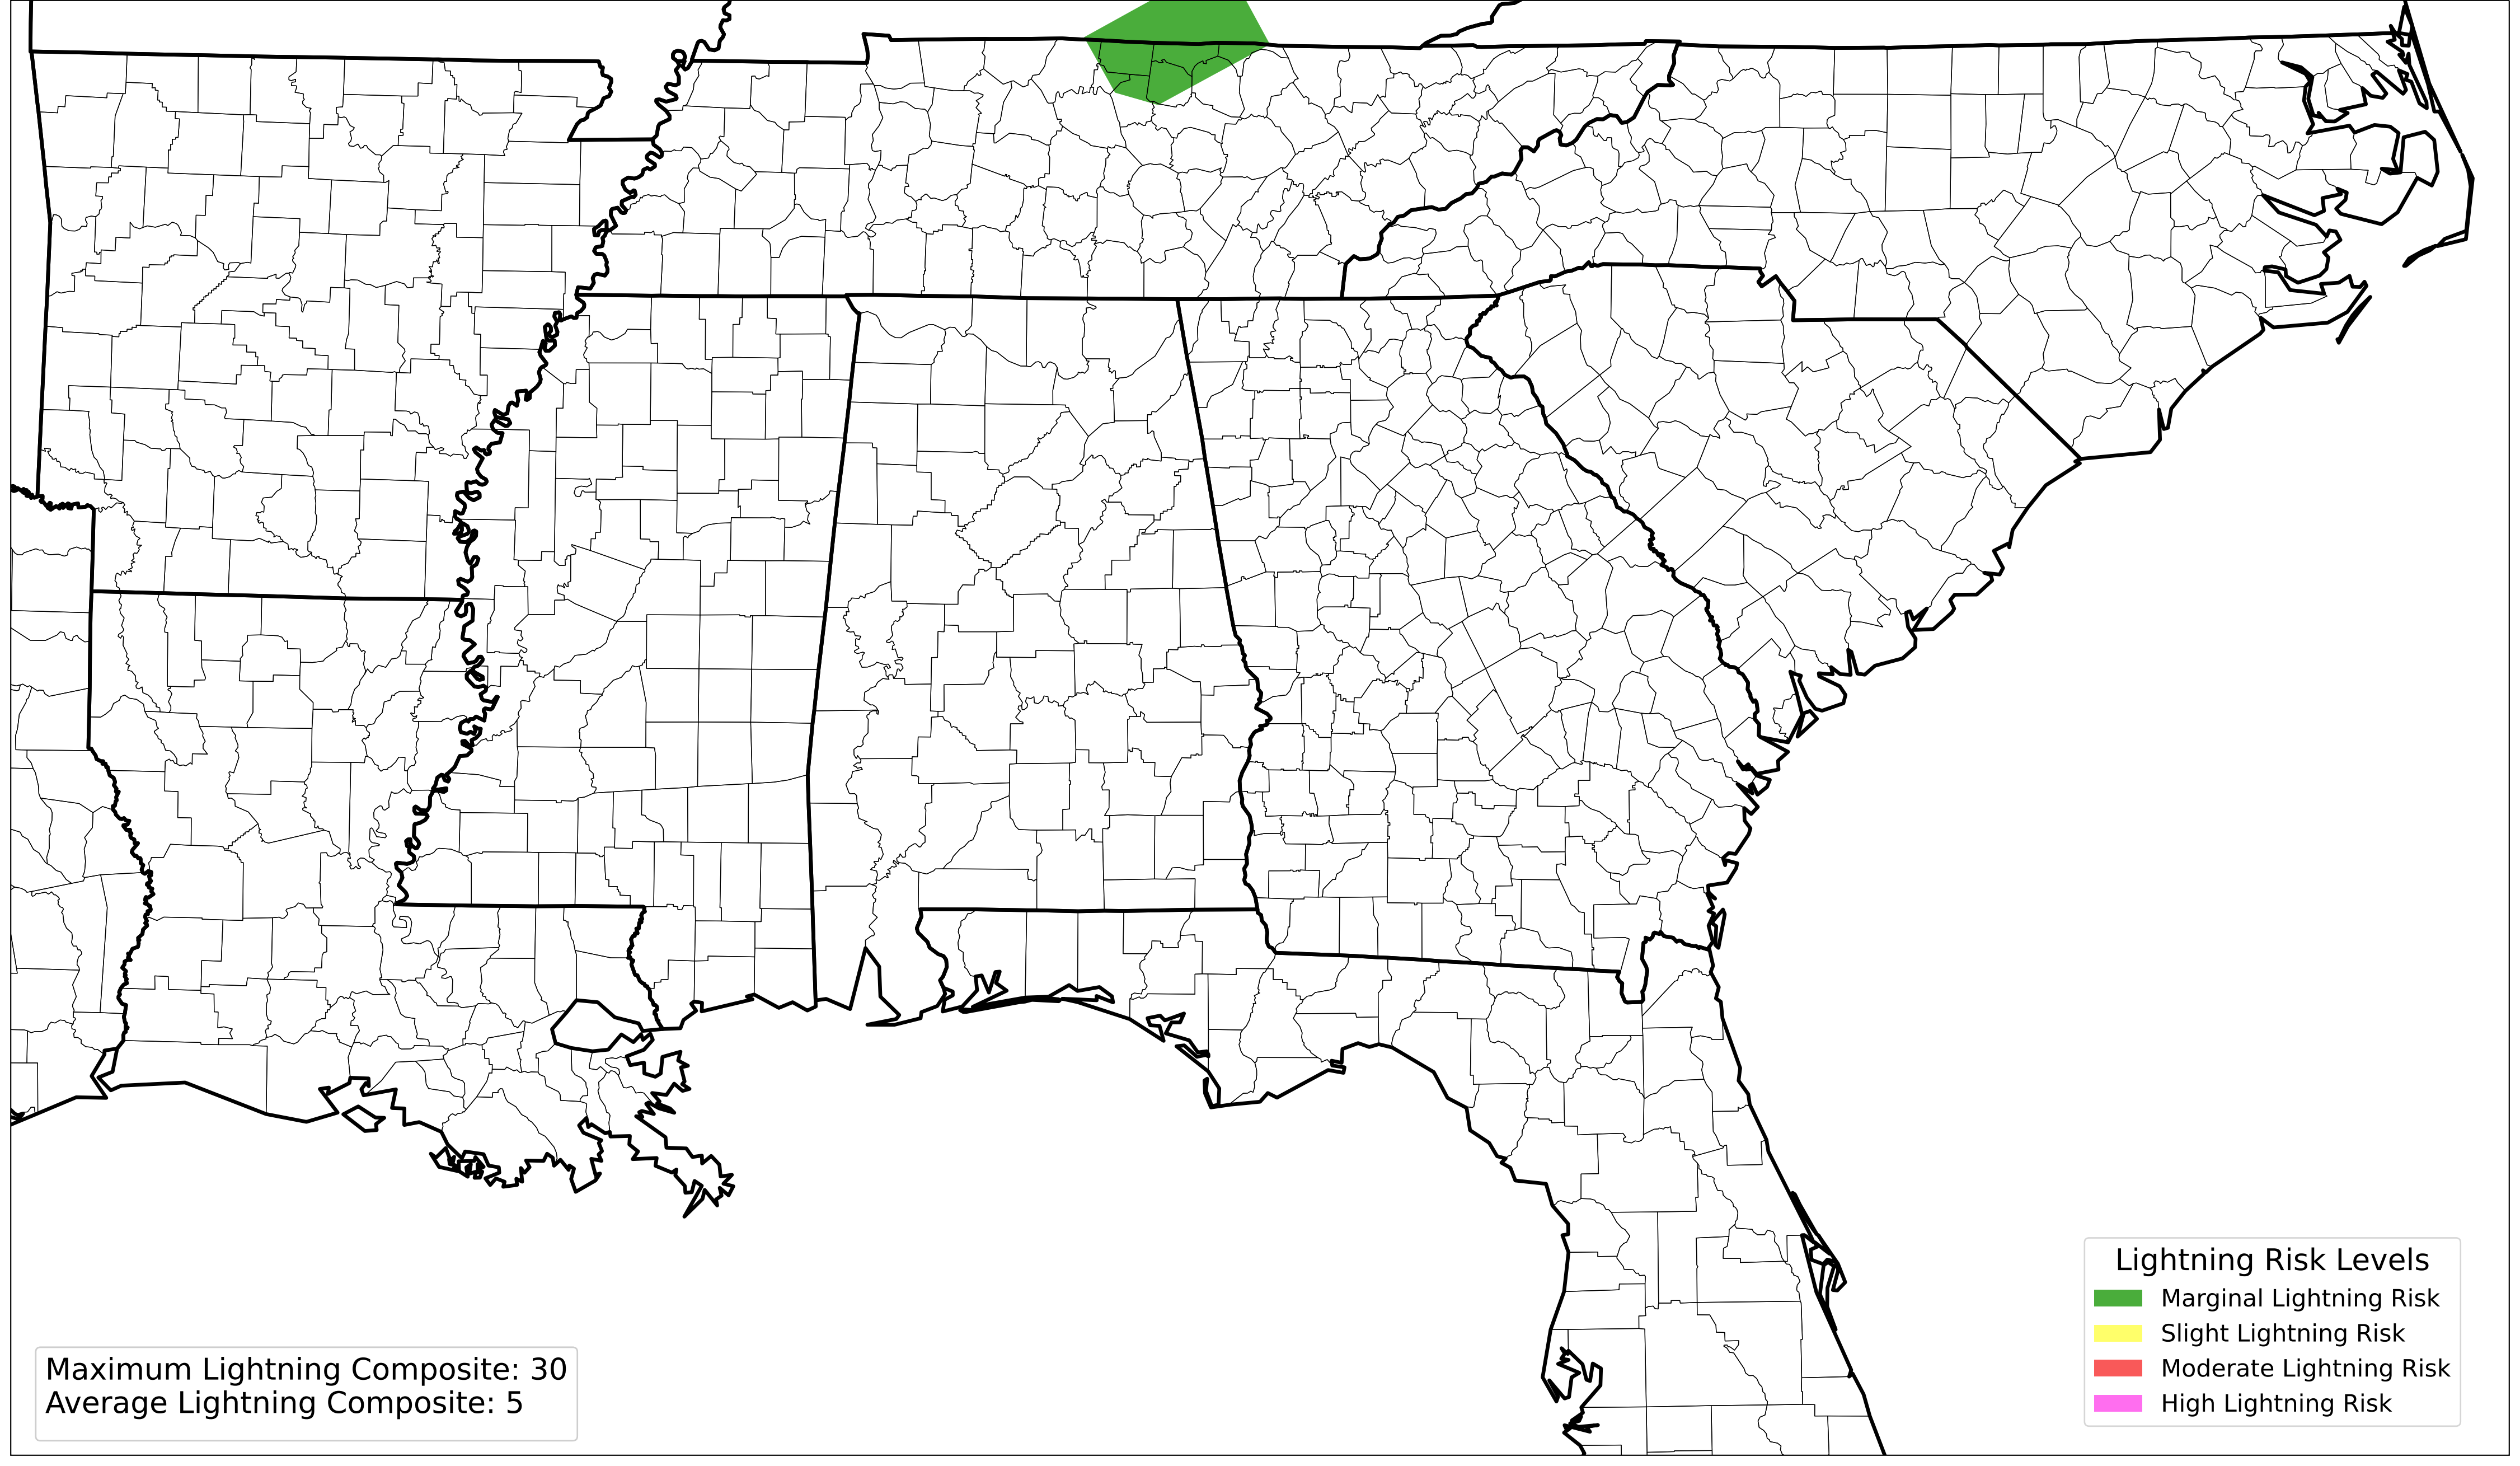 Maximum Lightning Composite: 30
Average Lightning Composite: 5
Lightning Risk Levels
Marginal Lightning Risk
Slight Lightning Risk
Moderate Lightning Risk
High Lightning Risk